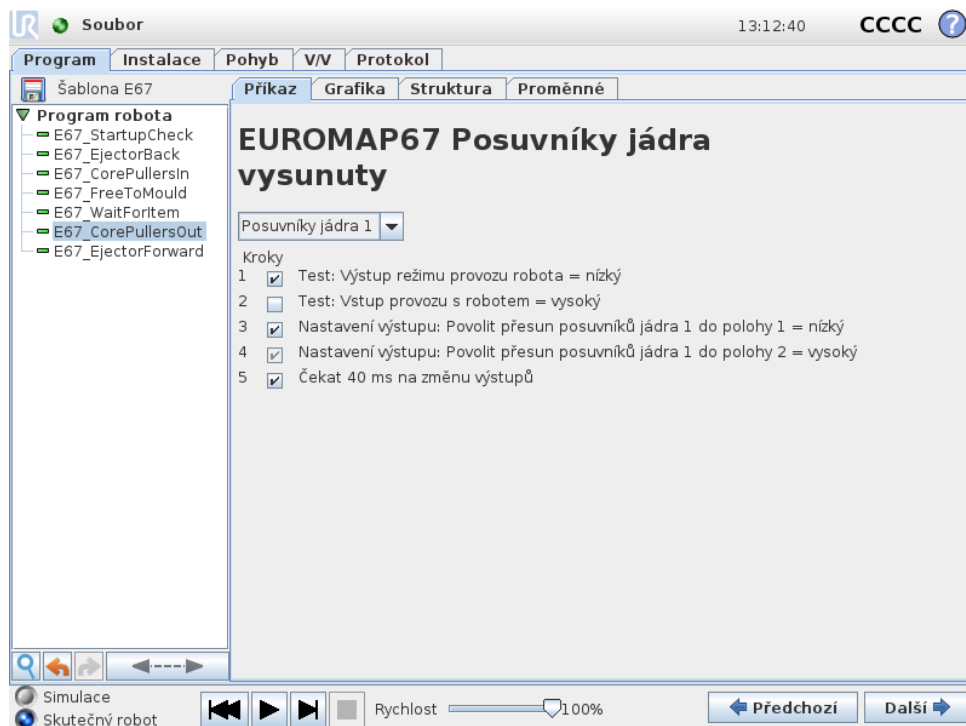 UR Soubor 13:12:40 CCCC ?
Program Instalace Pohyb V/V Protokol
Šablona E67 Příkaz Grafika Struktura Proměnné
Program robota
E67_StartupCheck
E67_EjectorBack
E67_CorePullersIn
E67_FreeToMould
E67_WaitForItem
E67_CorePullersOut
E67_EjectorForward
EUROMAP67 Posuvníky jádra
vysunuty
Posuvníky jádra 1
Kroky
1 Test: Výstup režimu provozu robota = nízký
2 Test: Vstup provozu s robotem = vysoký
3 Nastavení výstupu: Povolit přesun posuvníků jádra 1 do polohy 1 = nízký
4 Nastavení výstupu: Povolit přesun posuvníků jádra 1 do polohy 2 = vysoký
5 Čekat 40 ms na změnu výstupů
Simulace
Skutečný robot
Rychlost 100%
Předchozí Další